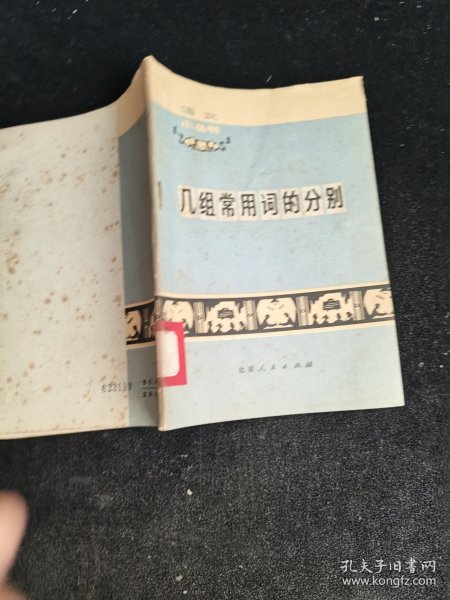 语文
小丛书
几组常用词的分别
北京人民出版社
622199
孔夫子旧书网
www.kongfz.com